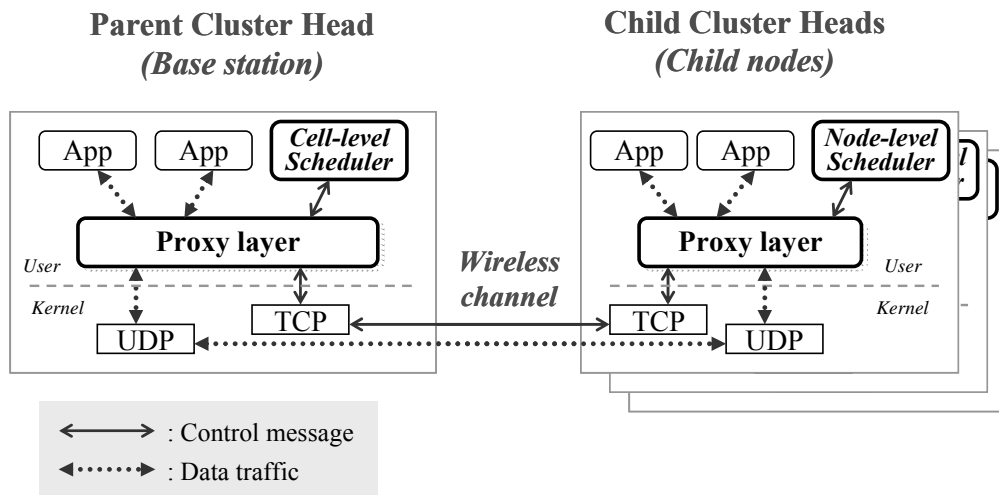 Parent Cluster Head
(Base station)
Child Cluster Heads
(Child nodes)
App
App
Cell-level
Scheduler
Proxy layer
User
Kernel
UDP
TCP
Wireless
channel
App
App
Node-level
Scheduler
Proxy layer
User
Kernel
TCP
UDP
: Control message
: Data traffic